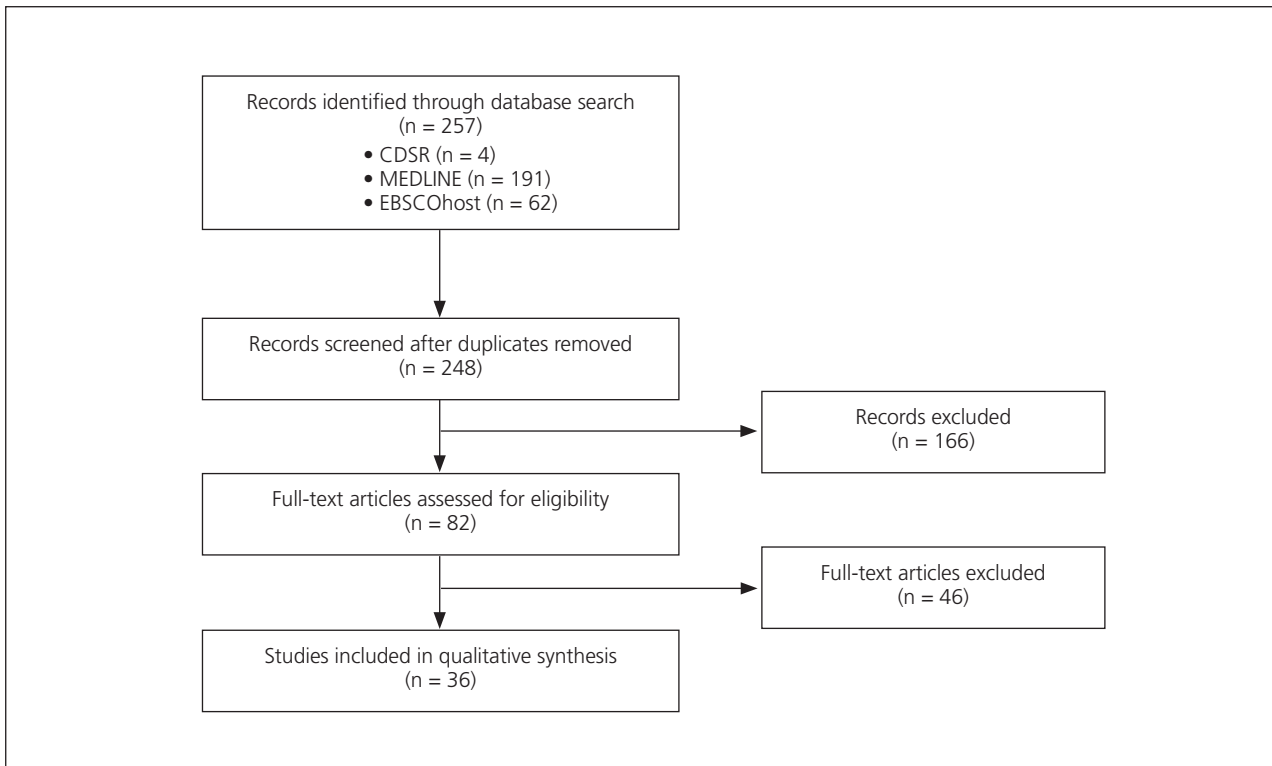 Records identified through database search
(n = 257)
• CDSR (n = 4)
• MEDLINE (n = 191)
• EBSCOhost (n = 62)
Records screened after duplicates removed
(n = 248)
Records excluded
(n = 166)
Full-text articles assessed for eligibility
(n = 82)
Full-text articles excluded
(n = 46)
Studies included in qualitative synthesis
(n = 36)